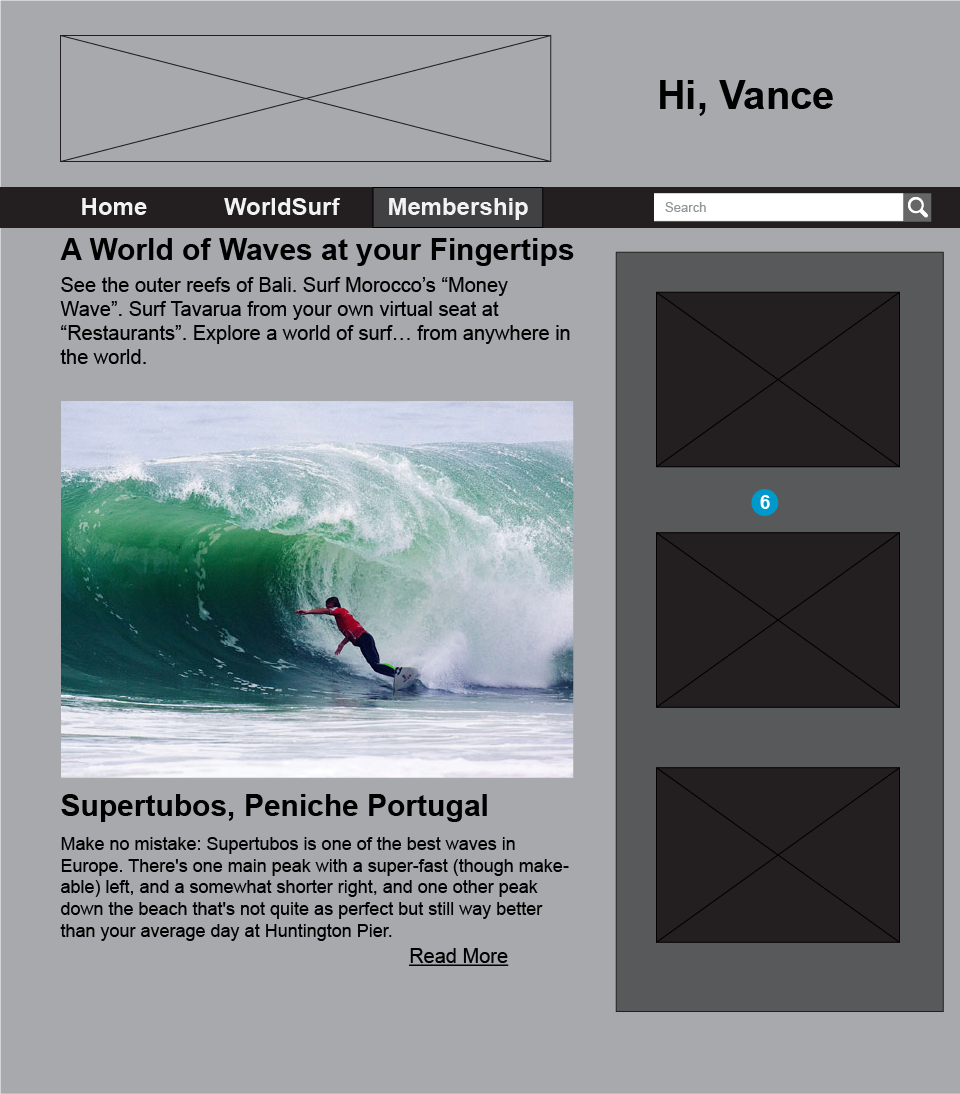 Hi, Vance
Home WorldSurf Membership Search
A World of Waves at your Fingertips
See the outer reefs of Bali. Surf Morocco’s “Money
Wave”. Surf Tavarua from your own virtual seat at
“Restaurants”. Explore a world of surf… from anywhere in
the world.
6
Supertubos, Peniche Portugal
Make no mistake: Supertubos is one of the best waves in
Europe. There's one main peak with a super-fast (though make-
able) left, and a somewhat shorter right, and one other peak
down the beach that's not quite as perfect but still way better
than your average day at Huntington Pier.
Read More